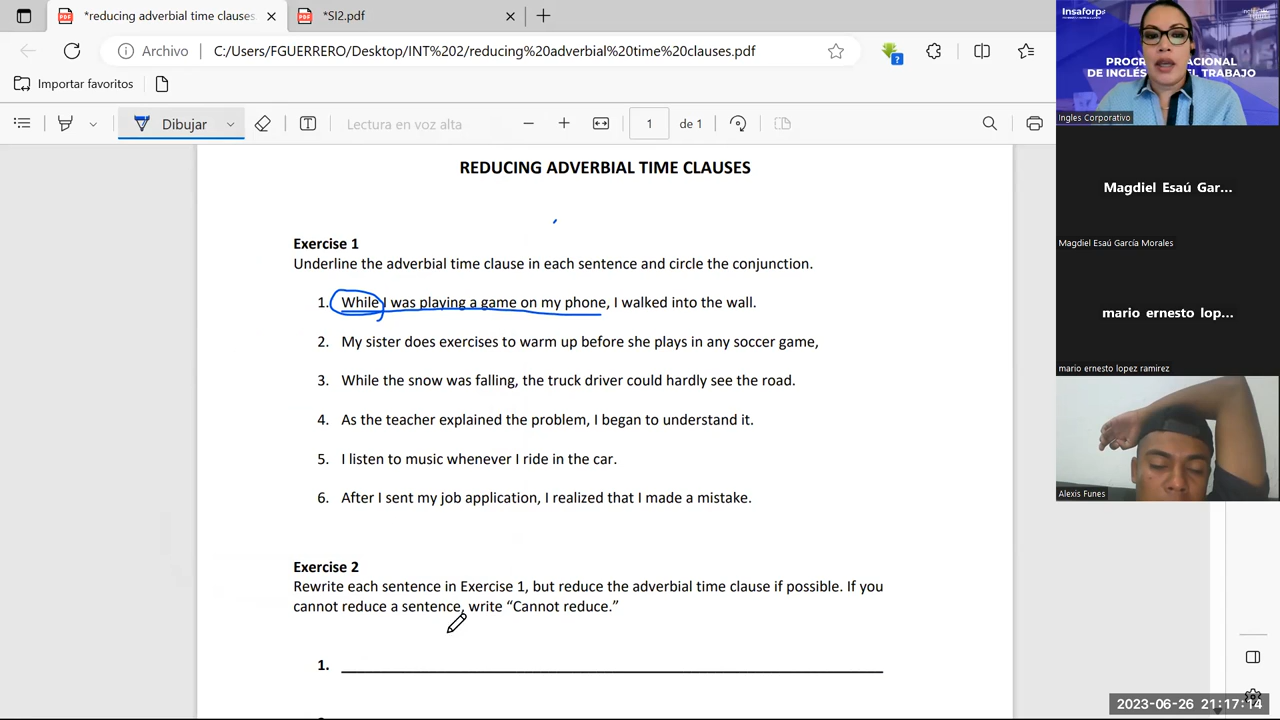 *reducing adverbial time clauses.
*SI2.pdf
Archivo
C:/Users/FGUERRERO/Desktop/INT%202/reducing%20adverbial%20time%20clauses.pdf
Importar favoritos
Dibujar
Lectura en voz alta
1
de 1
REDUCING ADVERBIAL TIME CLAUSES
Exercise 1
Underline the adverbial time clause in each sentence and circle the conjunction.
1. While I was playing a game on my phone, I walked into the wall.
2. My sister does exercises to warm up before she plays in any soccer game,
3. While the snow was falling, the truck driver could hardly see the road.
4. As the teacher explained the problem, I began to understand it.
5. I listen to music whenever I ride in the car.
6. After I sent my job application, I realized that I made a mistake.
Exercise 2
Rewrite each sentence in Exercise 1, but reduce the adverbial time clause if possible. If you
cannot reduce a sentence, write “Cannot reduce.”
1.
Insaforp
DE INGLÉS
TRABAJO
Ingles Corporativo
Magdiel Esaú Gar...
Magdiel Esaú García Morales
mario ernesto lop...
mario ernesto lopez ramirez
Alexis Funes
2023-06-26 21:17:14